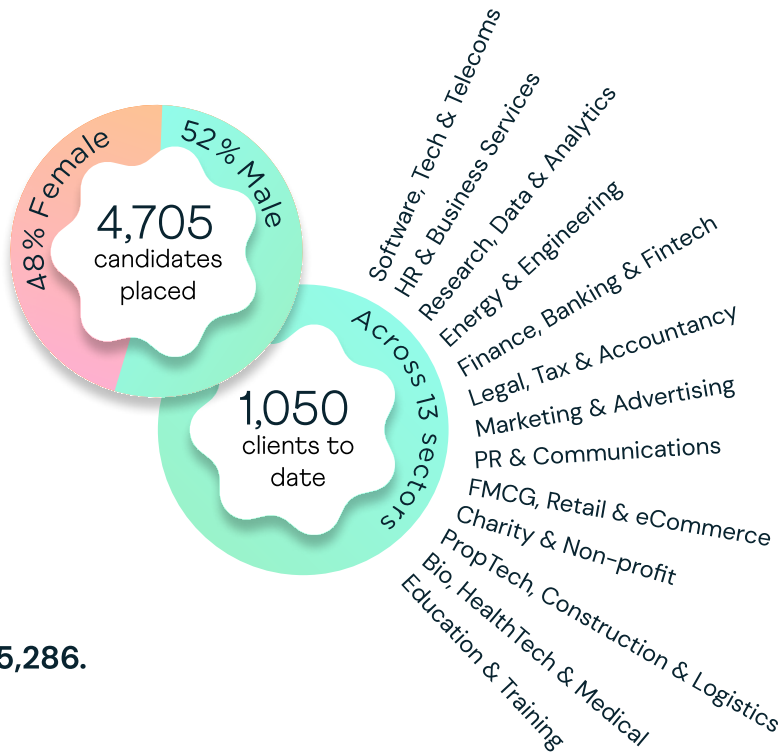 48% Female
52% Male
4,705
candidates
placed
Across 13 sectors
1,050
clients to
date
Software, Tech & Telecoms
HR & Business Services
Research, Data & Analytics
Energy & Engineering
Finance, Banking & Fintech
Legal, Tax & Accountancy
Marketing & Advertising
PR & Communications
FMCG, Retail & eCommerce
Charity & Non-profit
PropTech, Construction & Logistics
Bio, HealthTech & Medical
Education & Training
5,286.